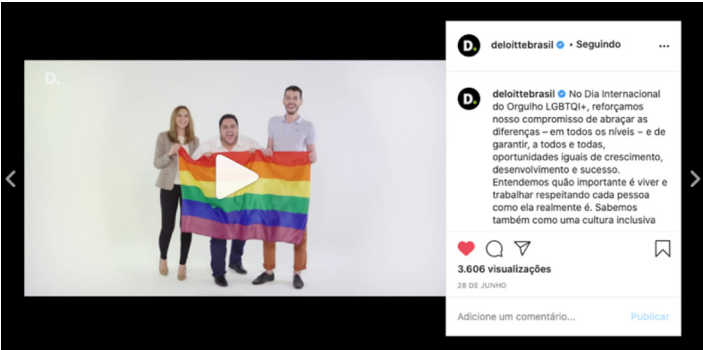 D.
D.
deloittebrasil • Seguindo
D.
deloittebrasil No Dia Internacional
do Orgulho LGBTQI+, reforçamos
nosso compromisso de abraçar as
diferenças – em todos os níveis – e de
garantir, a todos e todas,
oportunidades iguais de crescimento,
desenvolvimento e sucesso.
Entendemos quão importante é viver e
trabalhar respeitando cada pessoa
como ela realmente é. Sabemos
também como uma cultura inclusiva
3.606 visualizações
28 DE JUNHO
Adicione um comentário...
Publicar